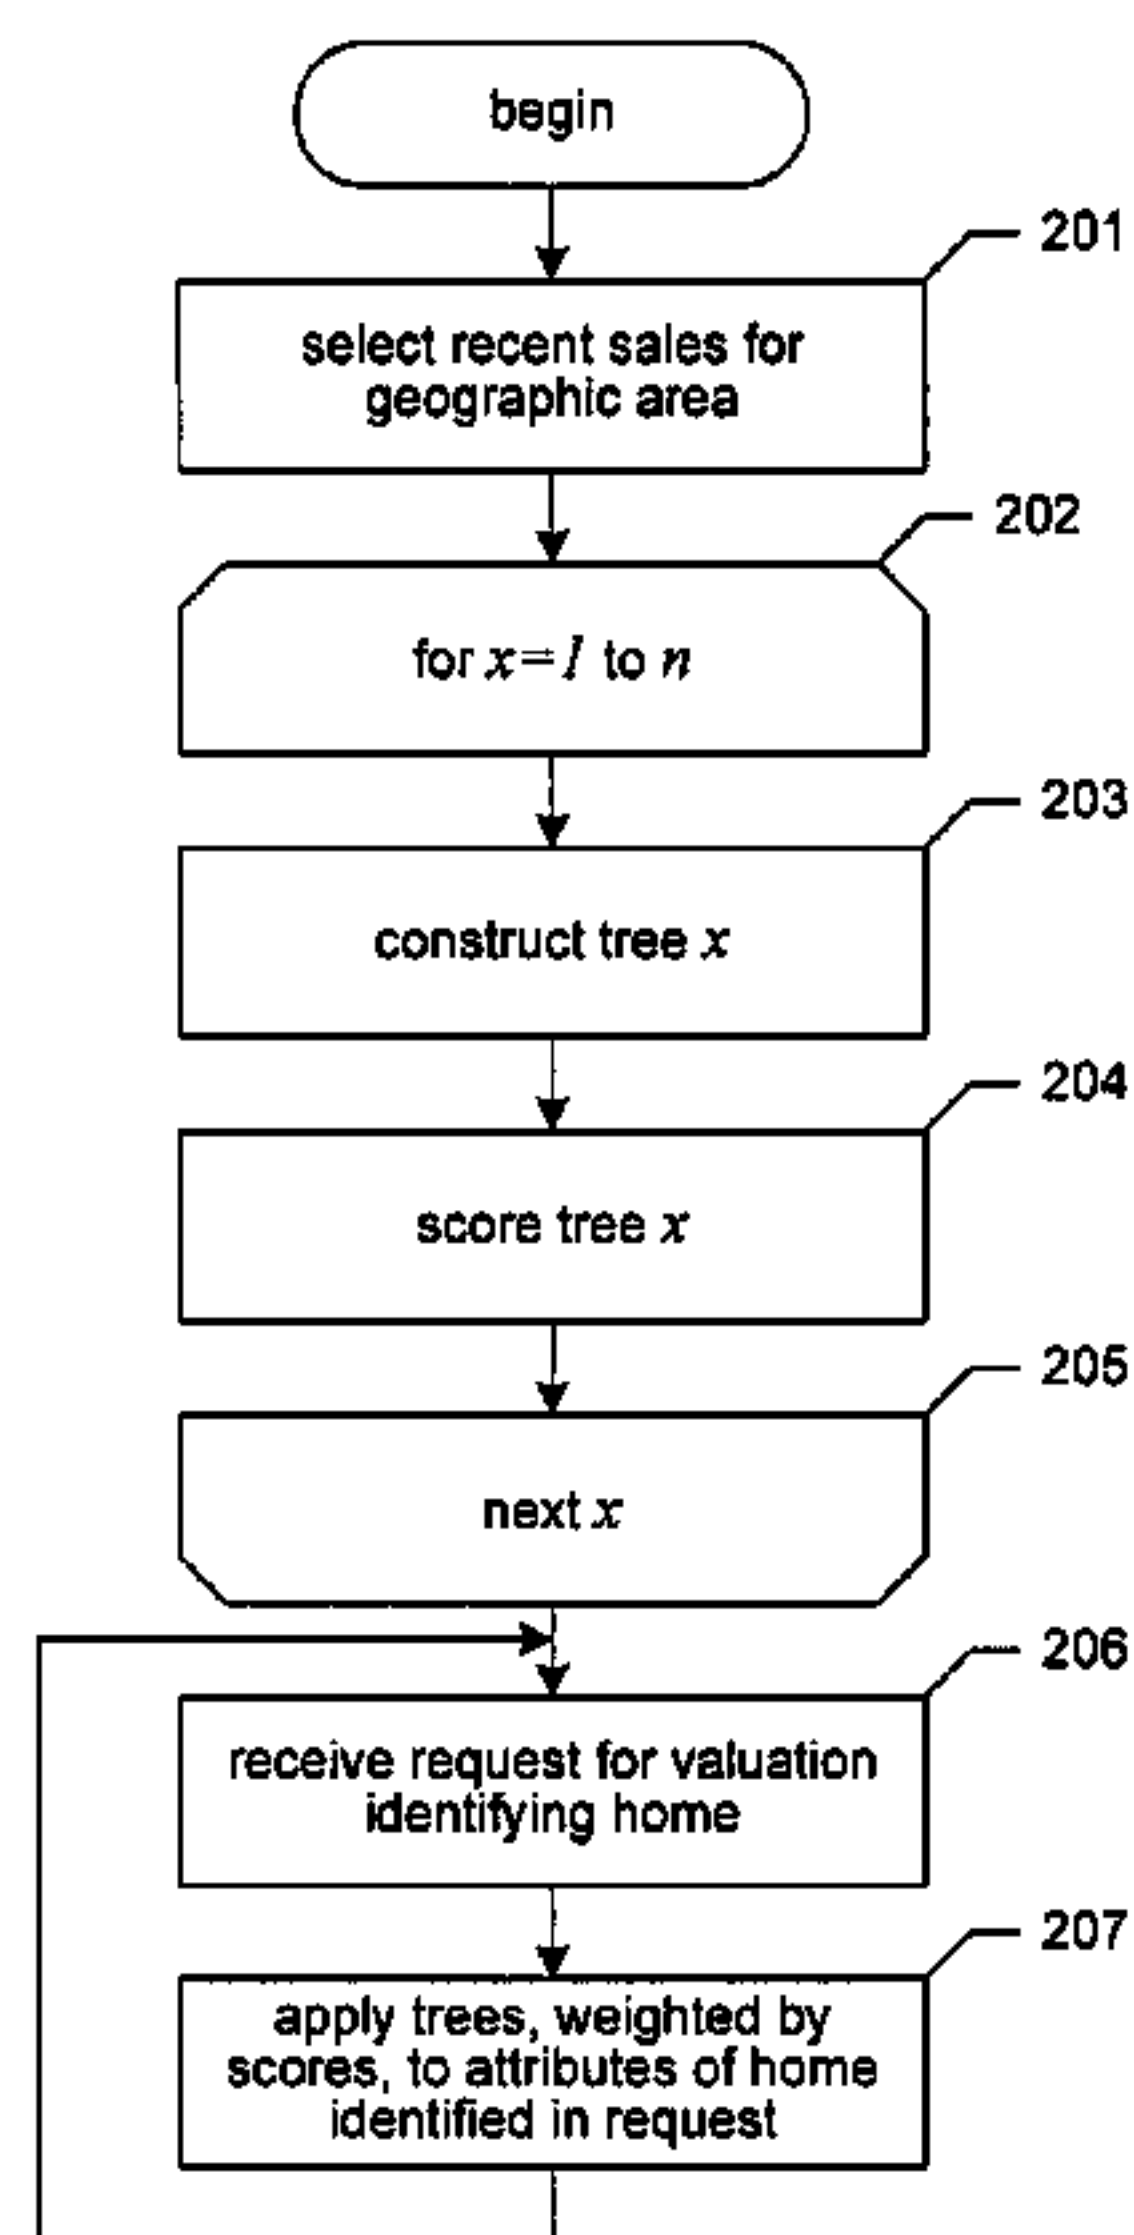 begin
201
select recent sales for
geographic area
202
for x=1 to n
203
construct tree x
204
score tree x
205
next x
206
receive request for valuation
identifying home
207
apply trees, weighted by
scores, to attributes of home
identified in request